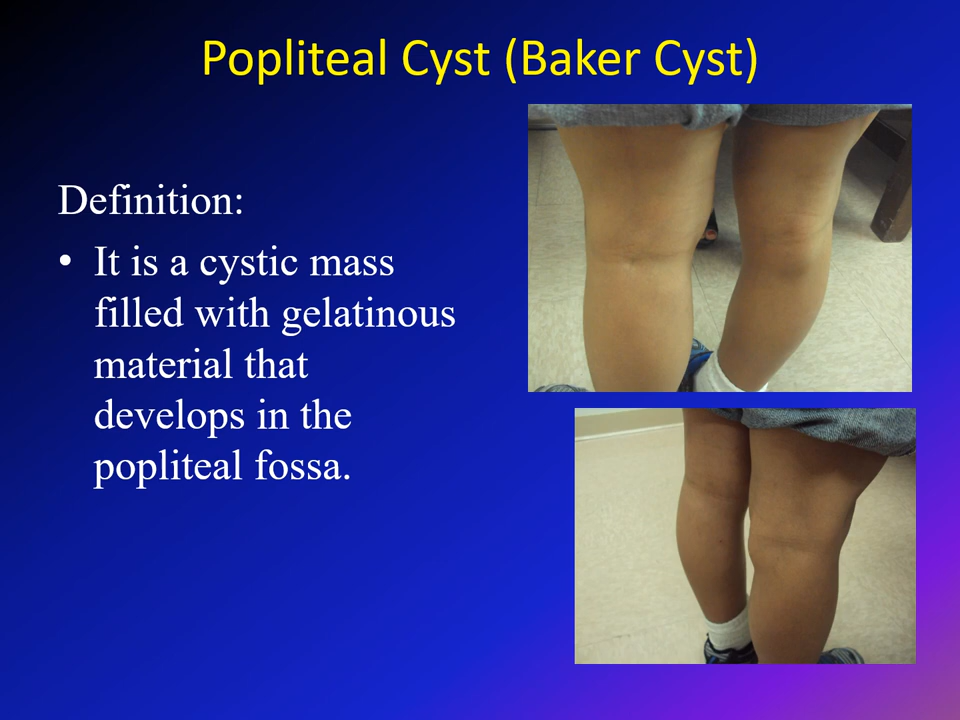 Popliteal Cyst (Baker Cyst)
Definition:
• It is a cystic mass
filled with gelatinous
material that
develops in the
popliteal fossa.